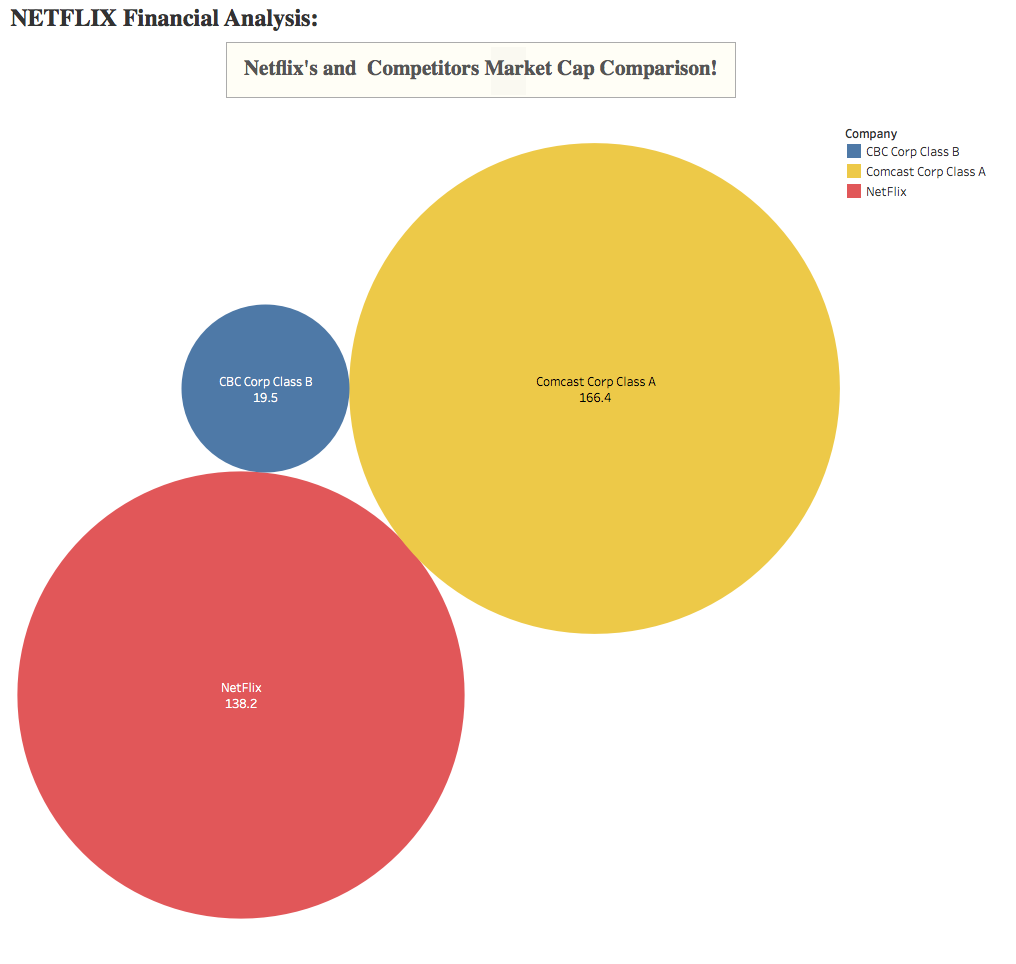 NETFLIX Financial Analysis:
Netflix's and  Competitors Market Cap Comparison!
Company
CBC Corp Class B
Comcast Corp Class A
NetFlix
CBC Corp Class B
19.5
Comcast Corp Class A
166.4
NetFlix
138.2